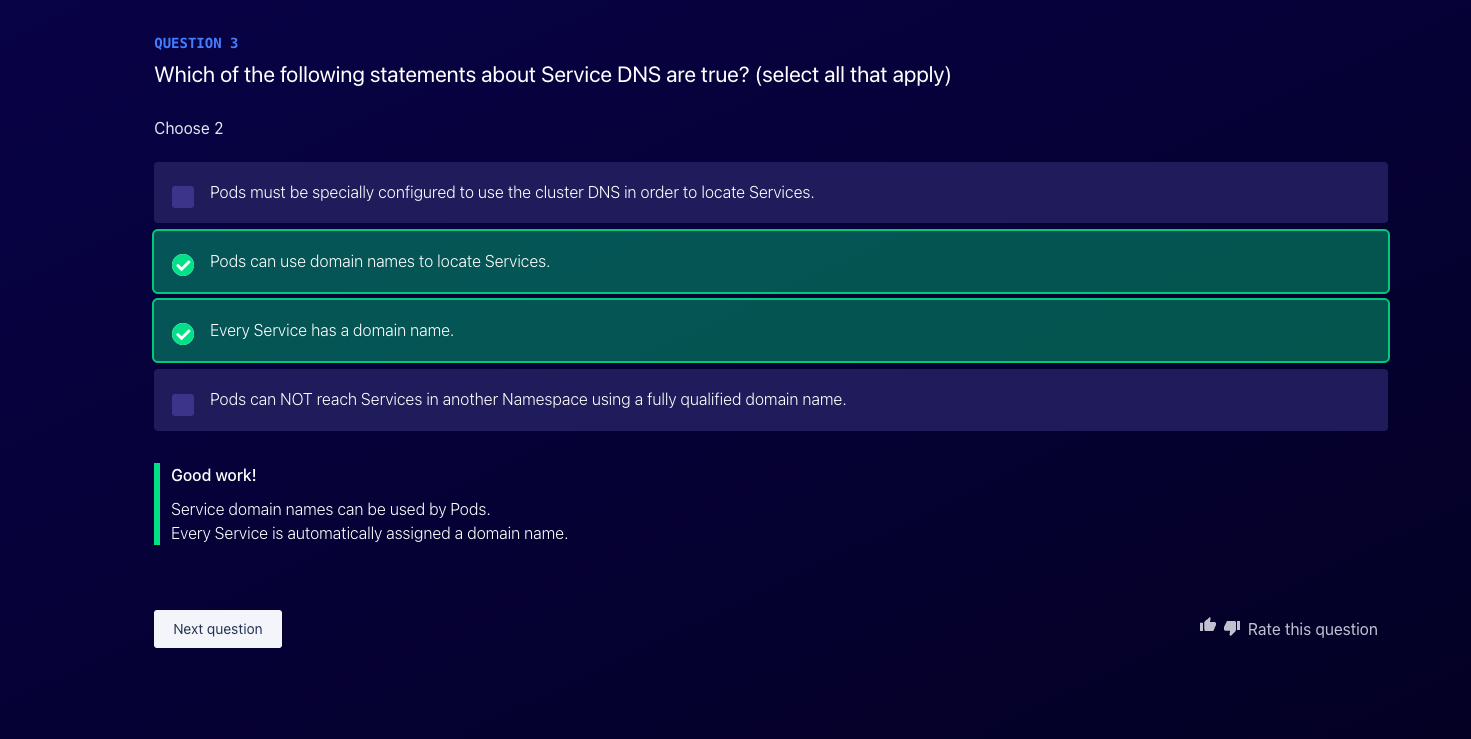 QUESTION 3
Which of the following statements about Service DNS are true? (select all that apply)
Choose 2
Pods must be specially configured to use the cluster DNS in order to locate Services.
Pods can use domain names to locate Services.
Every Service has a domain name.
Pods can NOT reach Services in another Namespace using a fully qualified domain name.
Good work!
Service domain names can be used by Pods.
Every Service is automatically assigned a domain name.
Next question
Rate this question